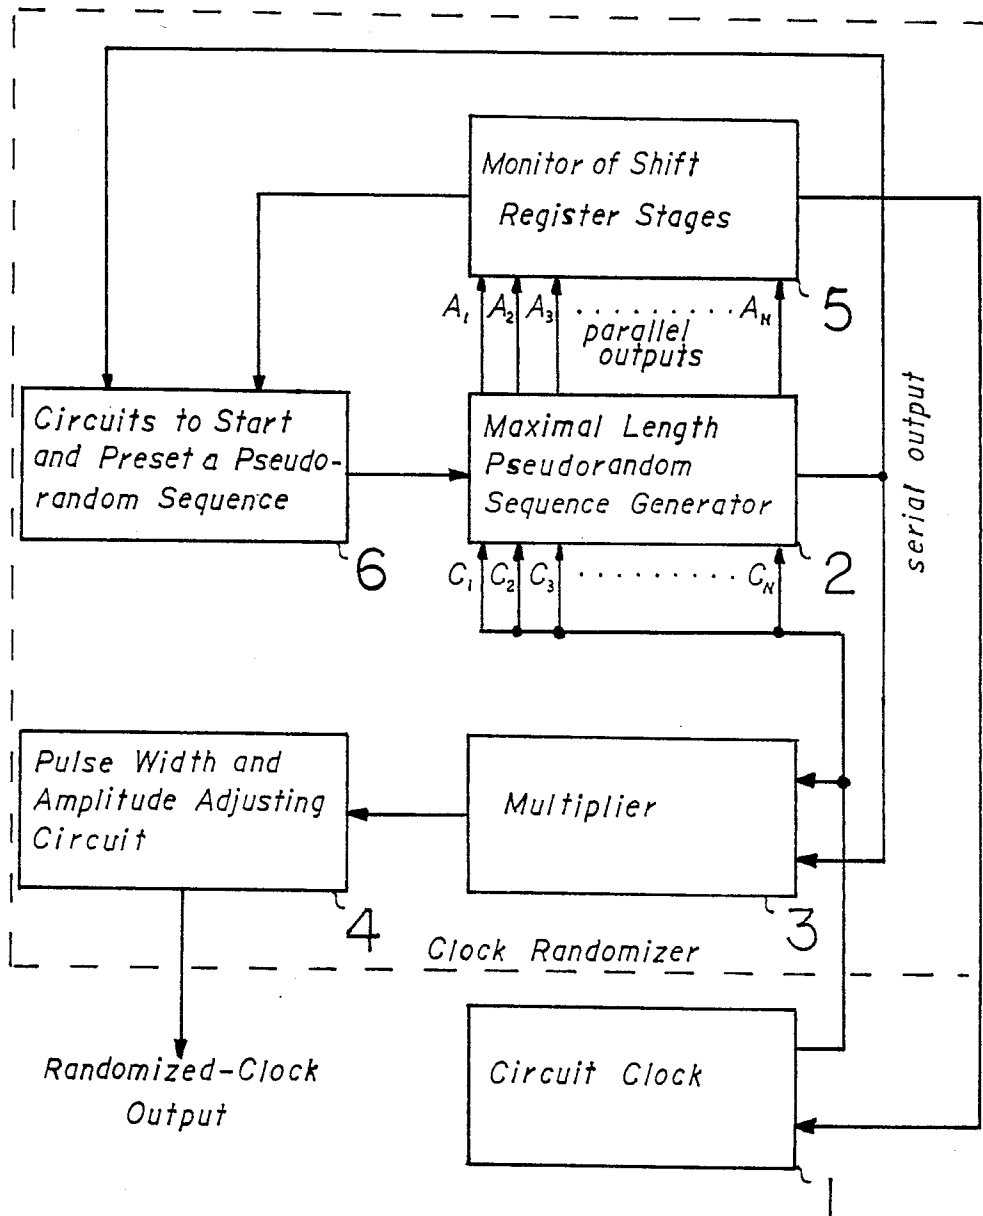 Monitor of Shift
Register Stages
5
A₁ A₂ A₃ . . . . . . . . . . A_N
parallel
outputs
Circuits to Start
and Preset a Pseudo-
random Sequence
6
Maximal Length
Pseudorandom
Sequence Generator
2
serial output
C₁ C₂ C₃ . . . . . . . . . . C_N
Pulse Width and
Amplitude Adjusting
Circuit
4
Multiplier
3
Clock Randomizer
Randomized-Clock
Output
Circuit Clock
1